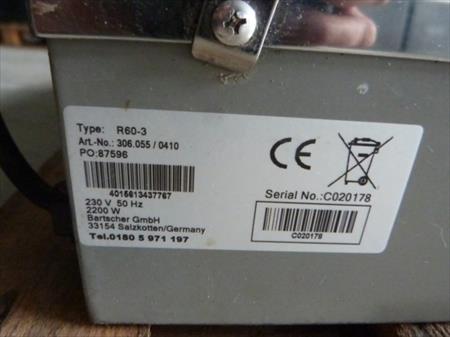 Type: R60-3
Art.-No.: 306.055 / 0410
PO:87596
4015613437767
230 V 50 Hz
2200 W
Bartscher GmbH
33154 Salzkotten/Germany
Tel.0180 5 971 197
CE
Serial No.:C020178
C020178